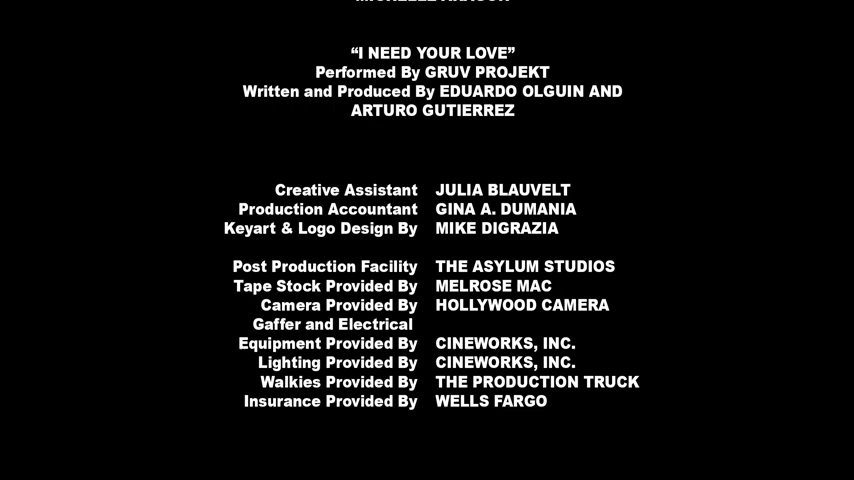 “I NEED YOUR LOVE”
Performed By GRUV PROJEKT
Written and Produced By EDUARDO OLGUIN AND
ARTURO GUTIERREZ
Creative Assistant JULIA BLAUVELT
Production Accountant GINA A. DUMANIA
Keyart & Logo Design By MIKE DIGRAZIA
Post Production Facility THE ASYLUM STUDIOS
Tape Stock Provided By MELROSE MAC
Camera Provided By HOLLYWOOD CAMERA
Gaffer and Electrical
Equipment Provided By CINEWORKS, INC.
Lighting Provided By CINEWORKS, INC.
Walkies Provided By THE PRODUCTION TRUCK
Insurance Provided By WELLS FARGO